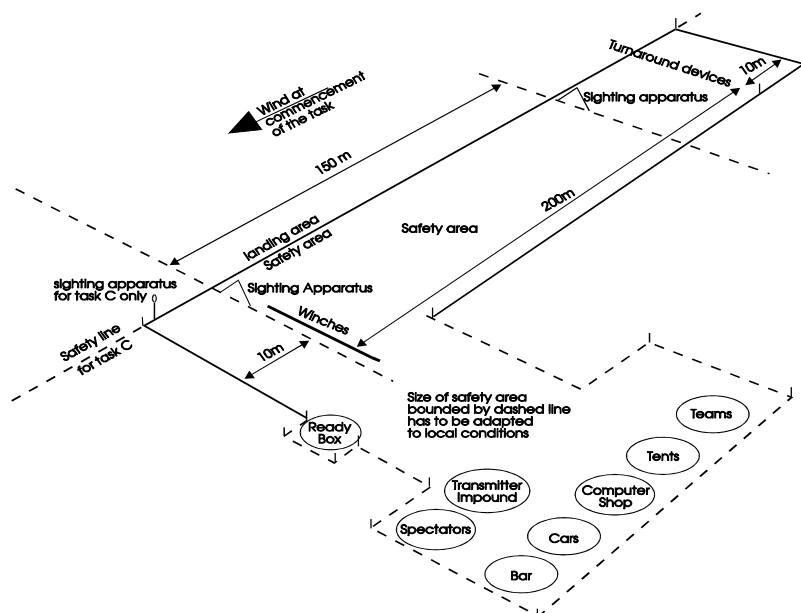 Turnaround devices
10m
Sighting apparatus
Wind at
commencement
of the task
150 m
200m
landing area
Safety area
Safety area
sighting apparatus
for task C only
Sighting Apparatus
Winches
Safety line
for task C
10m
Size of safety area
bounded by dashed line
has to be adapted
to local conditions
Ready
Box
Teams
Tents
Transmitter
Impound
Computer
Shop
Spectators
Cars
Bar